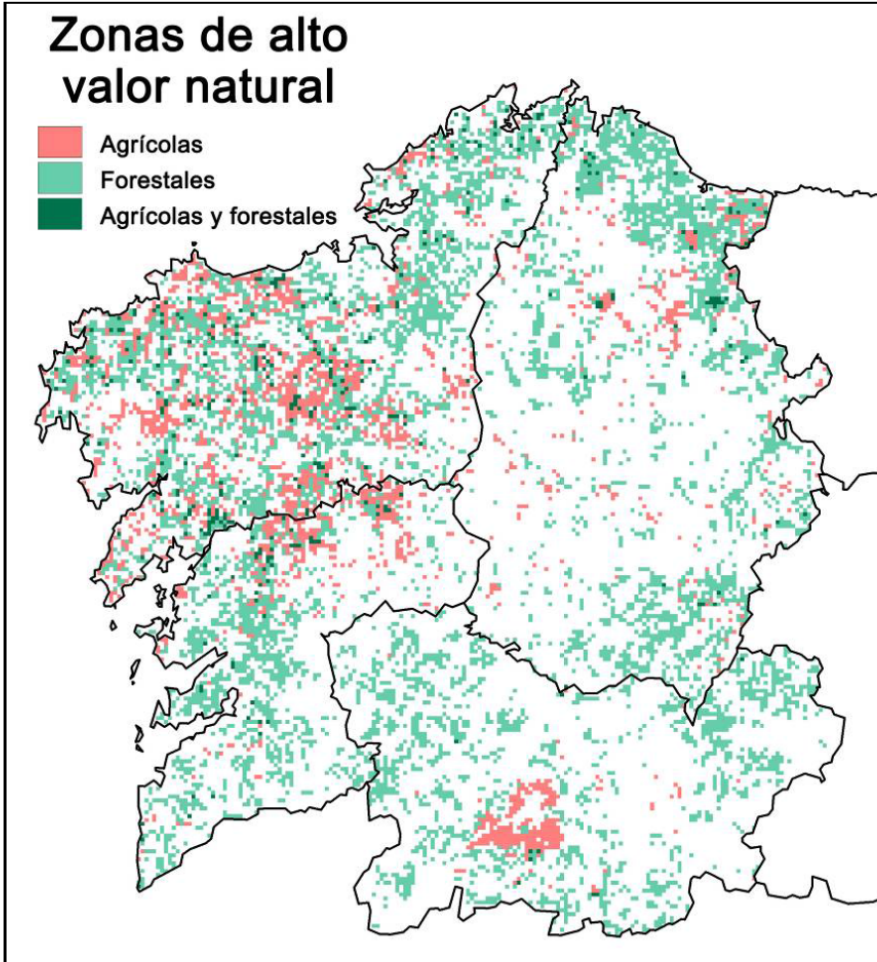 Zonas de alto
valor natural
Agrícolas
Forestales
Agrícolas y forestales